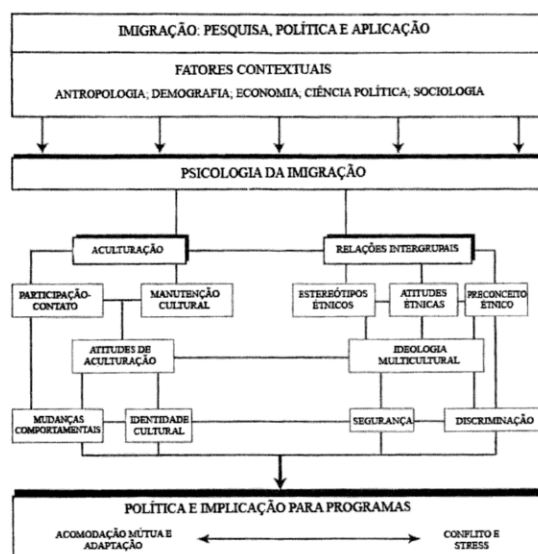 IMIGRAÇÃO: PESQUISA, POLÍTICA E APLICAÇÃO
FATORES CONTEXTUAIS
ANTROPOLOGIA; DEMOGRAFIA; ECONOMIA; CIÊNCIA POLÍTICA; SOCIOLOGIA
PSICOLOGIA DA IMIGRAÇÃO
ACULTURAÇÃO
RELAÇÕES INTERGRUPAIS
PARTICIPAÇÃO-
CONTATO
MANUTENÇÃO
CULTURAL
ESTEREÓTIPOS
ÉTNICOS
ATITUDES
ÉTNICAS
PRECONCEITO
ÉTNICO
ATITUDES DE
ACULTURAÇÃO
IDEOLOGIA
MULTICULTURAL
MUDANÇAS
COMPORTAMENTAIS
IDENTIDADE
CULTURAL
SEGURANÇA
DISCRIMINAÇÃO
POLÍTICA E IMPLICAÇÃO PARA PROGRAMAS
ACOMODAÇÃO MÚTUA E
ADAPTAÇÃO
CONFLITO E
STRESS